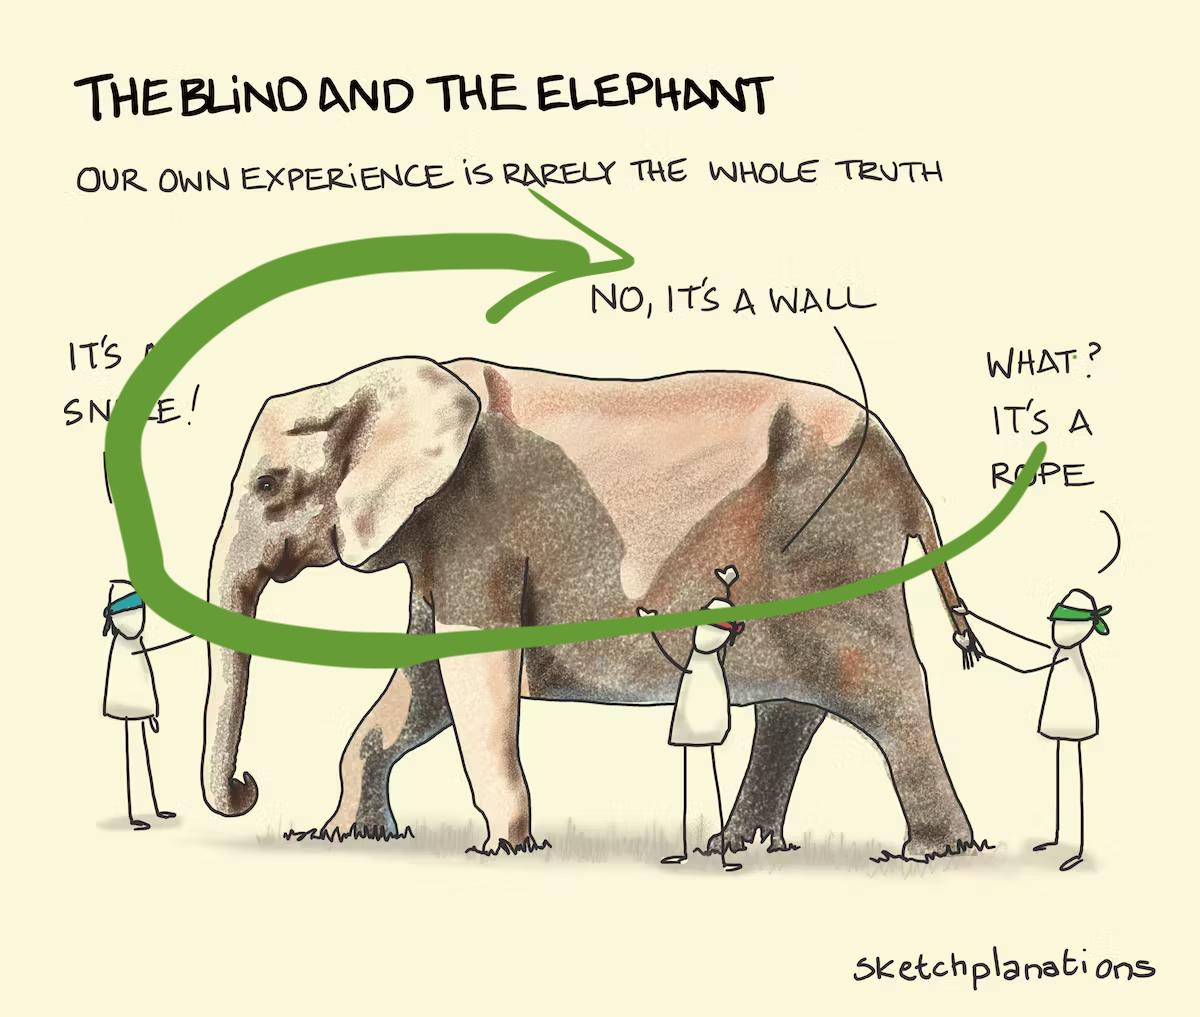 THE BLIND AND THE ELEPHANT
OUR OWN EXPERIENCE IS RARELY THE WHOLE TRUTH
NO, IT'S A WALL
IT'S
WHAT?
IT'S A
ROPE
sketchplanations